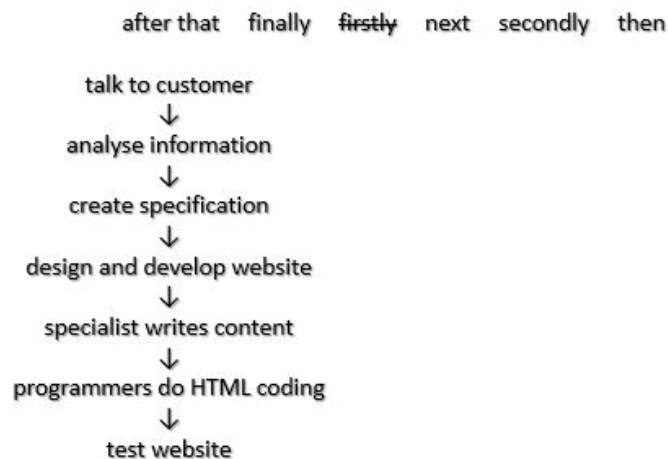 after that finally firstly next secondly then
talk to customer
↓
analyse information
↓
create specification
↓
design and develop website
↓
specialist writes content
↓
programmers do HTML coding
↓
test website